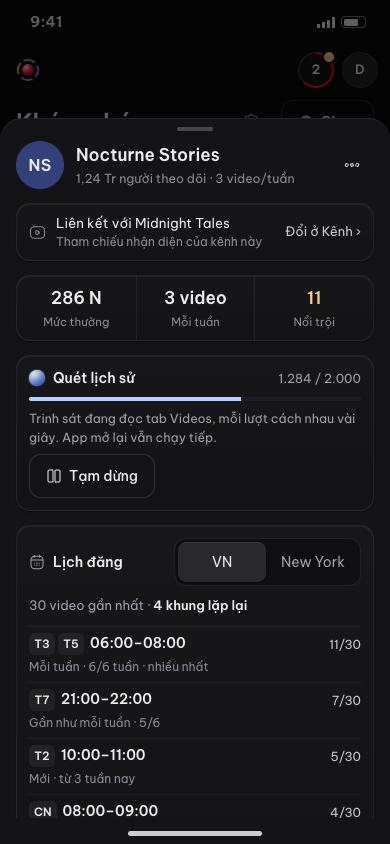 9:41
2
D
NS
Nocturne Stories
1,24 Tr người theo dõi · 3 video/tuần
Liên kết với Midnight Tales
Tham chiếu nhận diện của kênh này
Đổi ở Kênh ›
286 N
3 video
11
Mức thường
Mỗi tuần
Nổi trội
Quét lịch sử
1.284 / 2.000
Trinh sát đang đọc tab Videos, mỗi lượt cách nhau vài
giây. App mở lại vẫn chạy tiếp.
Tạm dừng
Lịch đăng
VN
New York
30 video gần nhất · 4 khung lặp lại
T3 T5 06:00–08:00
11/30
Mỗi tuần · 6/6 tuần · nhiều nhất
T7 21:00–22:00
7/30
Gần như mỗi tuần · 5/6
T2 10:00–11:00
5/30
Mới · từ 3 tuần nay
CN 08:00–09:00
4/30